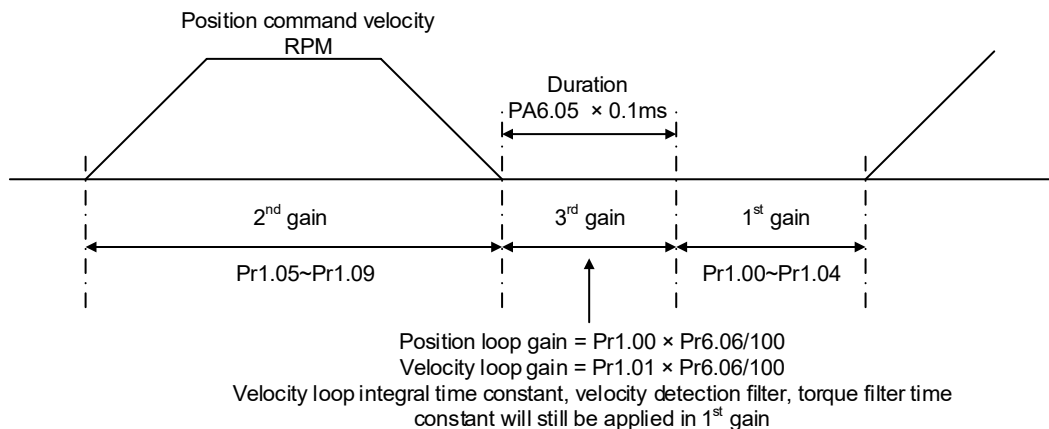 Position command velocity
RPM
Duration
PA6.05 × 0.1ms
2nd gain
3rd gain
1st gain
Pr1.05~Pr1.09
Pr1.00~Pr1.04
Position loop gain = Pr1.00 × Pr6.06/100
Velocity loop gain = Pr1.01 × Pr6.06/100
Velocity loop integral time constant, velocity detection filter, torque filter time
constant will still be applied in 1st gain